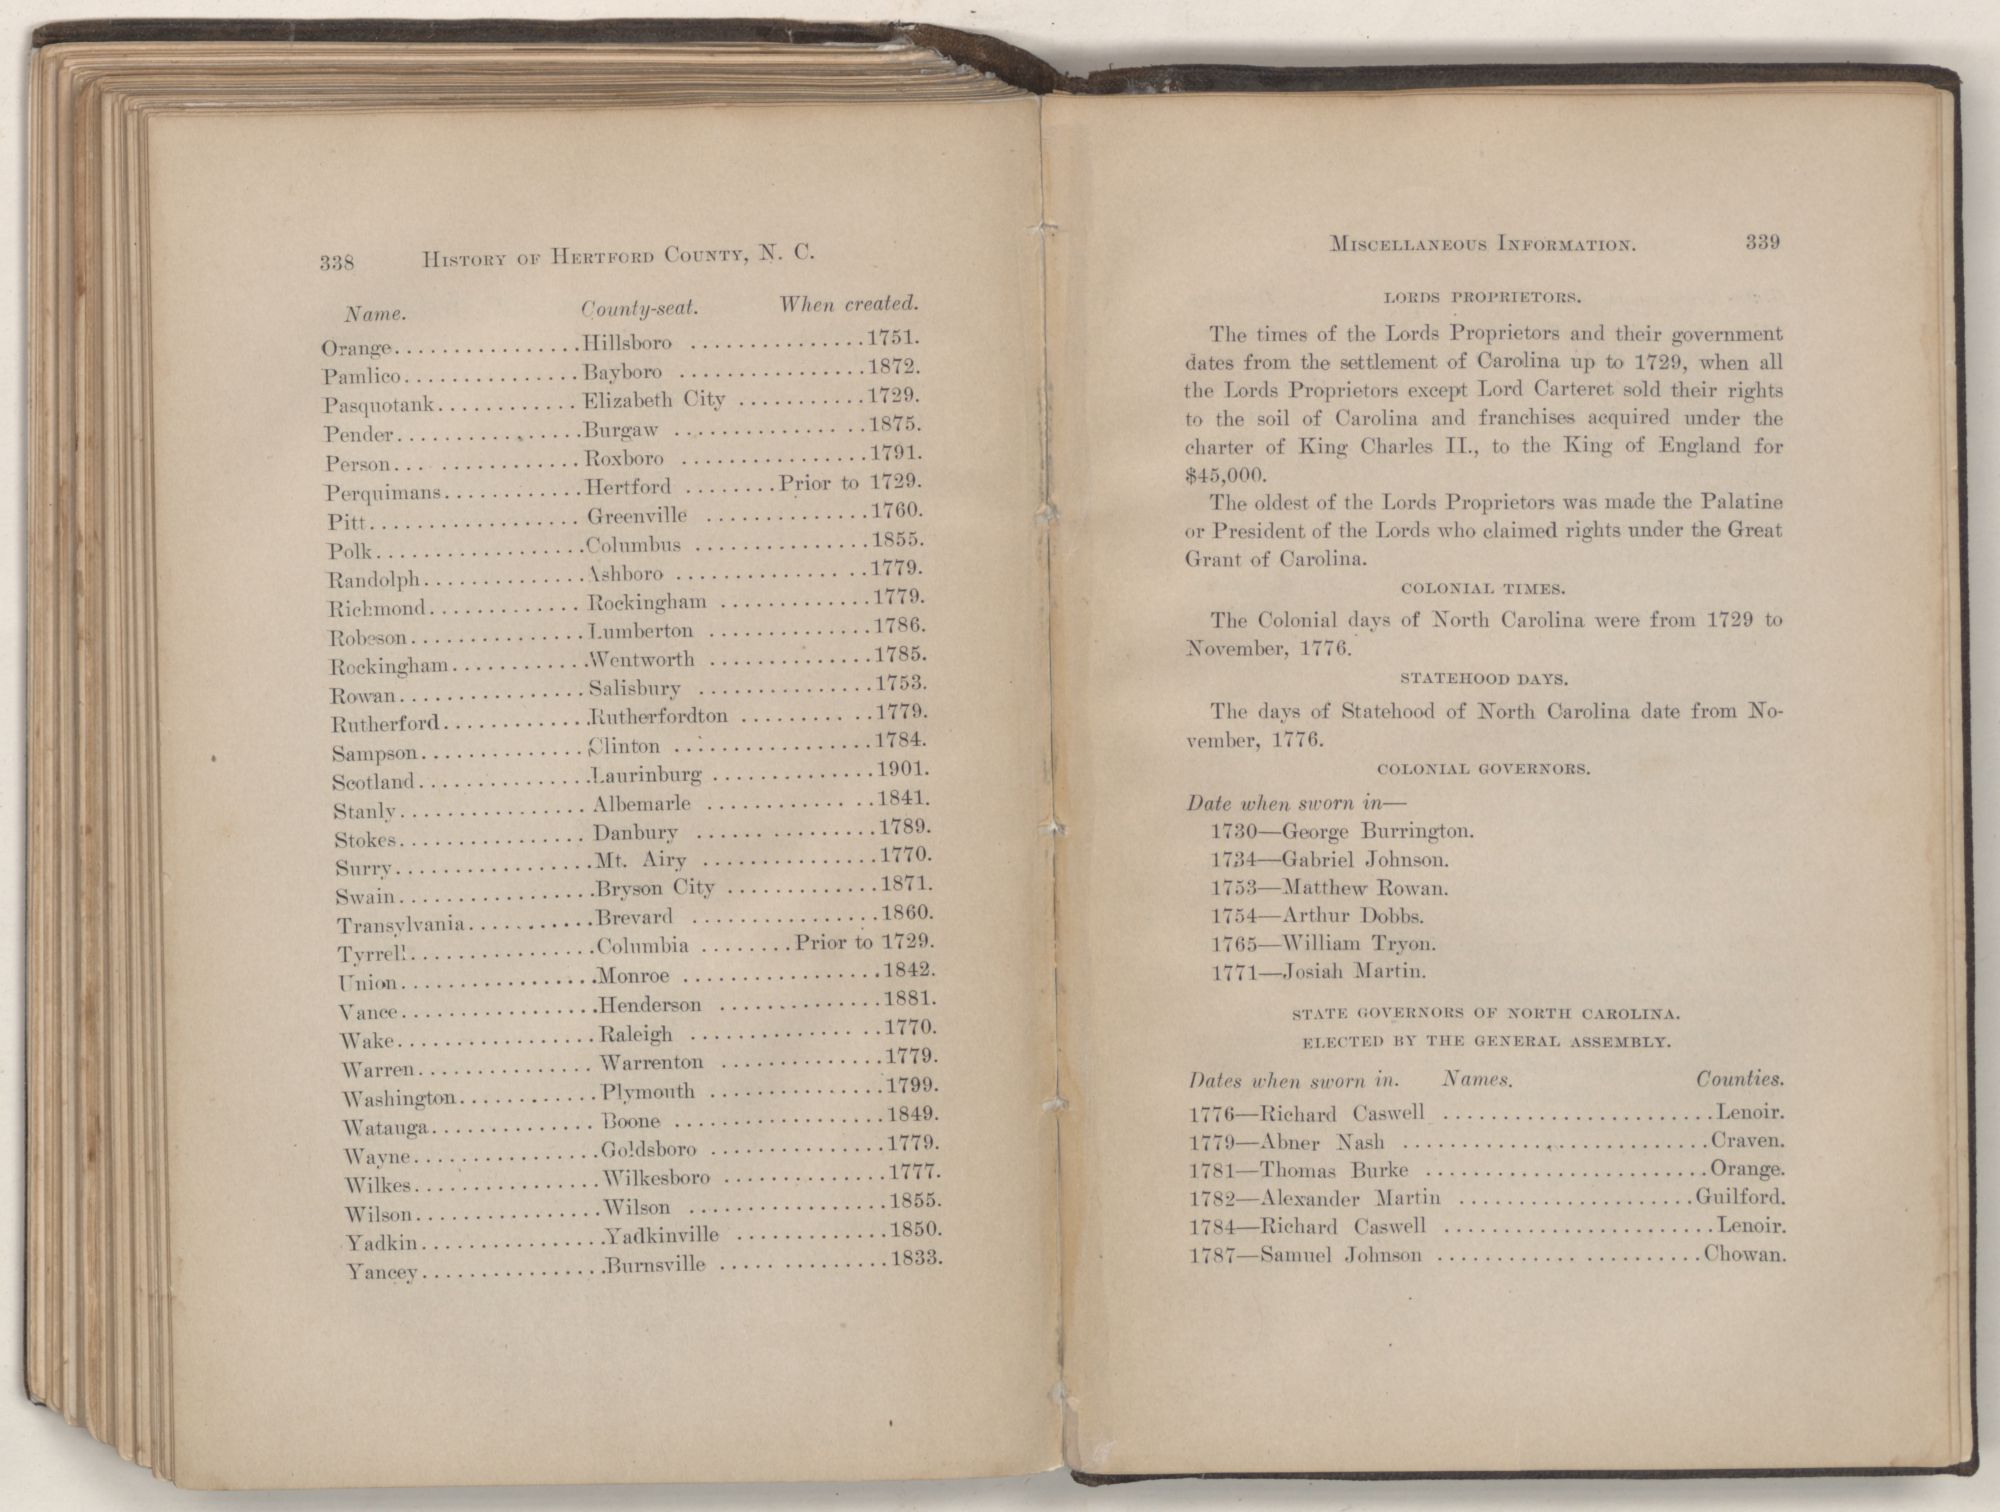 338 HISTORY OF HERTFORD COUNTY, N. C.
Name. County-seat. When created.
Orange................Hillsboro ...............1751.
Pamlico...............Bayboro ................1872.
Pasquotank............Elizabeth City ...........1729.
Pender................Burgaw ................1875.
Person... ............Roxboro ................1791.
Perquimans............Hertford ........Prior to 1729.
Pitt..................Greenville ..............1760.
Polk..................Columbus ...............1855.
Randolph..............Ashboro ................1779.
Richmond.............Rockingham .............1779.
Robeson...............Lumberton ..............1786.
Rockingham............Wentworth ..............1785.
Rowan................Salisbury ...............1753.
Rutherford.............Rutherfordton ...........1779.
Sampson..............Clinton .................1784.
Scotland...............Laurinburg ..............1901.
Stanly................Albemarle ..............1841.
Stokes................Danbury ................1789.
Surry.................Mt. Airy ...............1770.
Swain.................Bryson City .............1871.
Transylvania...........Brevard ................1860.
Tyrrell................Columbia ........Prior to 1729.
Union.................Monroe .................1842.
Vance.................Henderson ..............1881.
Wake.................Raleigh ................1770.
Warren...............Warrenton ..............1779.
Washington............Plymouth ...............1799.
Watauga..............Boone ..................1849.
Wayne................Goldsboro ...............1779.
Wilkes................Wilkesboro ..............1777.
Wilson................Wilson .................1855.
Yadkin................Yadkinville .............1850.
Yancey................Burnsville ..............1833.
MISCELLANEOUS INFORMATION. 339
LORDS PROPRIETORS.
The times of the Lords Proprietors and their government
dates from the settlement of Carolina up to 1729, when all
the Lords Proprietors except Lord Carteret sold their rights
to the soil of Carolina and franchises acquired under the
charter of King Charles II., to the King of England for
$45,000.
The oldest of the Lords Proprietors was made the Palatine
or President of the Lords who claimed rights under the Great
Grant of Carolina.
COLONIAL TIMES.
The Colonial days of North Carolina were from 1729 to
November, 1776.
STATEHOOD DAYS.
The days of Statehood of North Carolina date from No-
vember, 1776.
COLONIAL GOVERNORS.
Date when sworn in—
1730—George Burrington.
1734—Gabriel Johnson.
1753—Matthew Rowan.
1754—Arthur Dobbs.
1765—William Tryon.
1771—Josiah Martin.
STATE GOVERNORS OF NORTH CAROLINA.
ELECTED BY THE GENERAL ASSEMBLY.
Dates when sworn in. Names. Counties.
1776—Richard Caswell .......................Lenoir.
1779—Abner Nash ..........................Craven.
1781—Thomas Burke ........................Orange.
1782—Alexander Martin ....................Guilford.
1784—Richard Caswell .......................Lenoir.
1787—Samuel Johnson ......................Chowan.